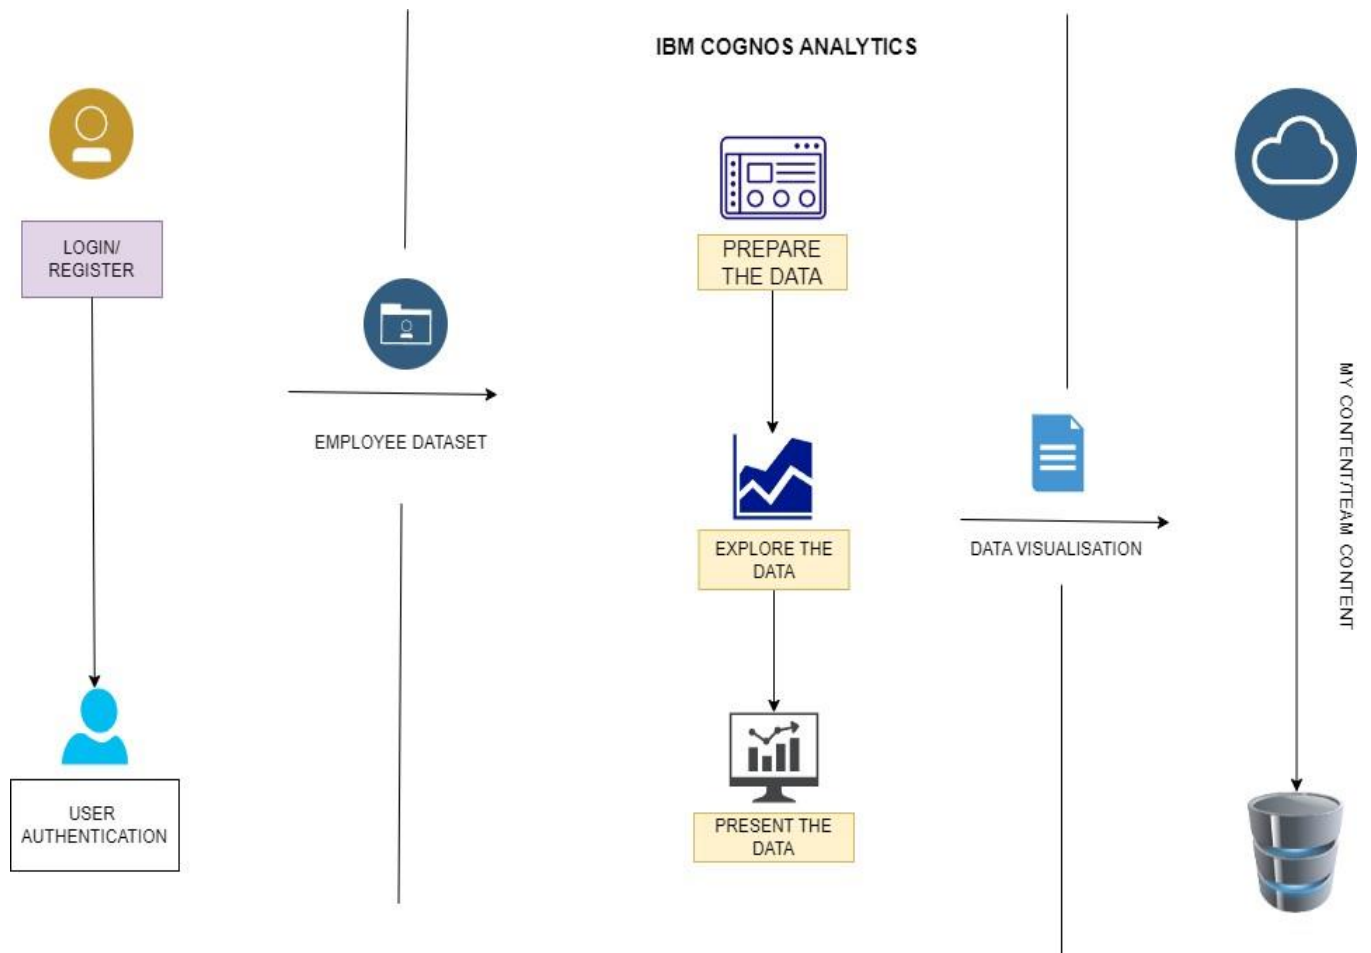 IBM COGNOS ANALYTICS
LOGIN/
REGISTER
USER
AUTHENTICATION
EMPLOYEE DATASET
PREPARE
THE DATA
EXPLORE THE
DATA
PRESENT THE
DATA
DATA VISUALISATION
MY CONTENT/TEAM CONTENT